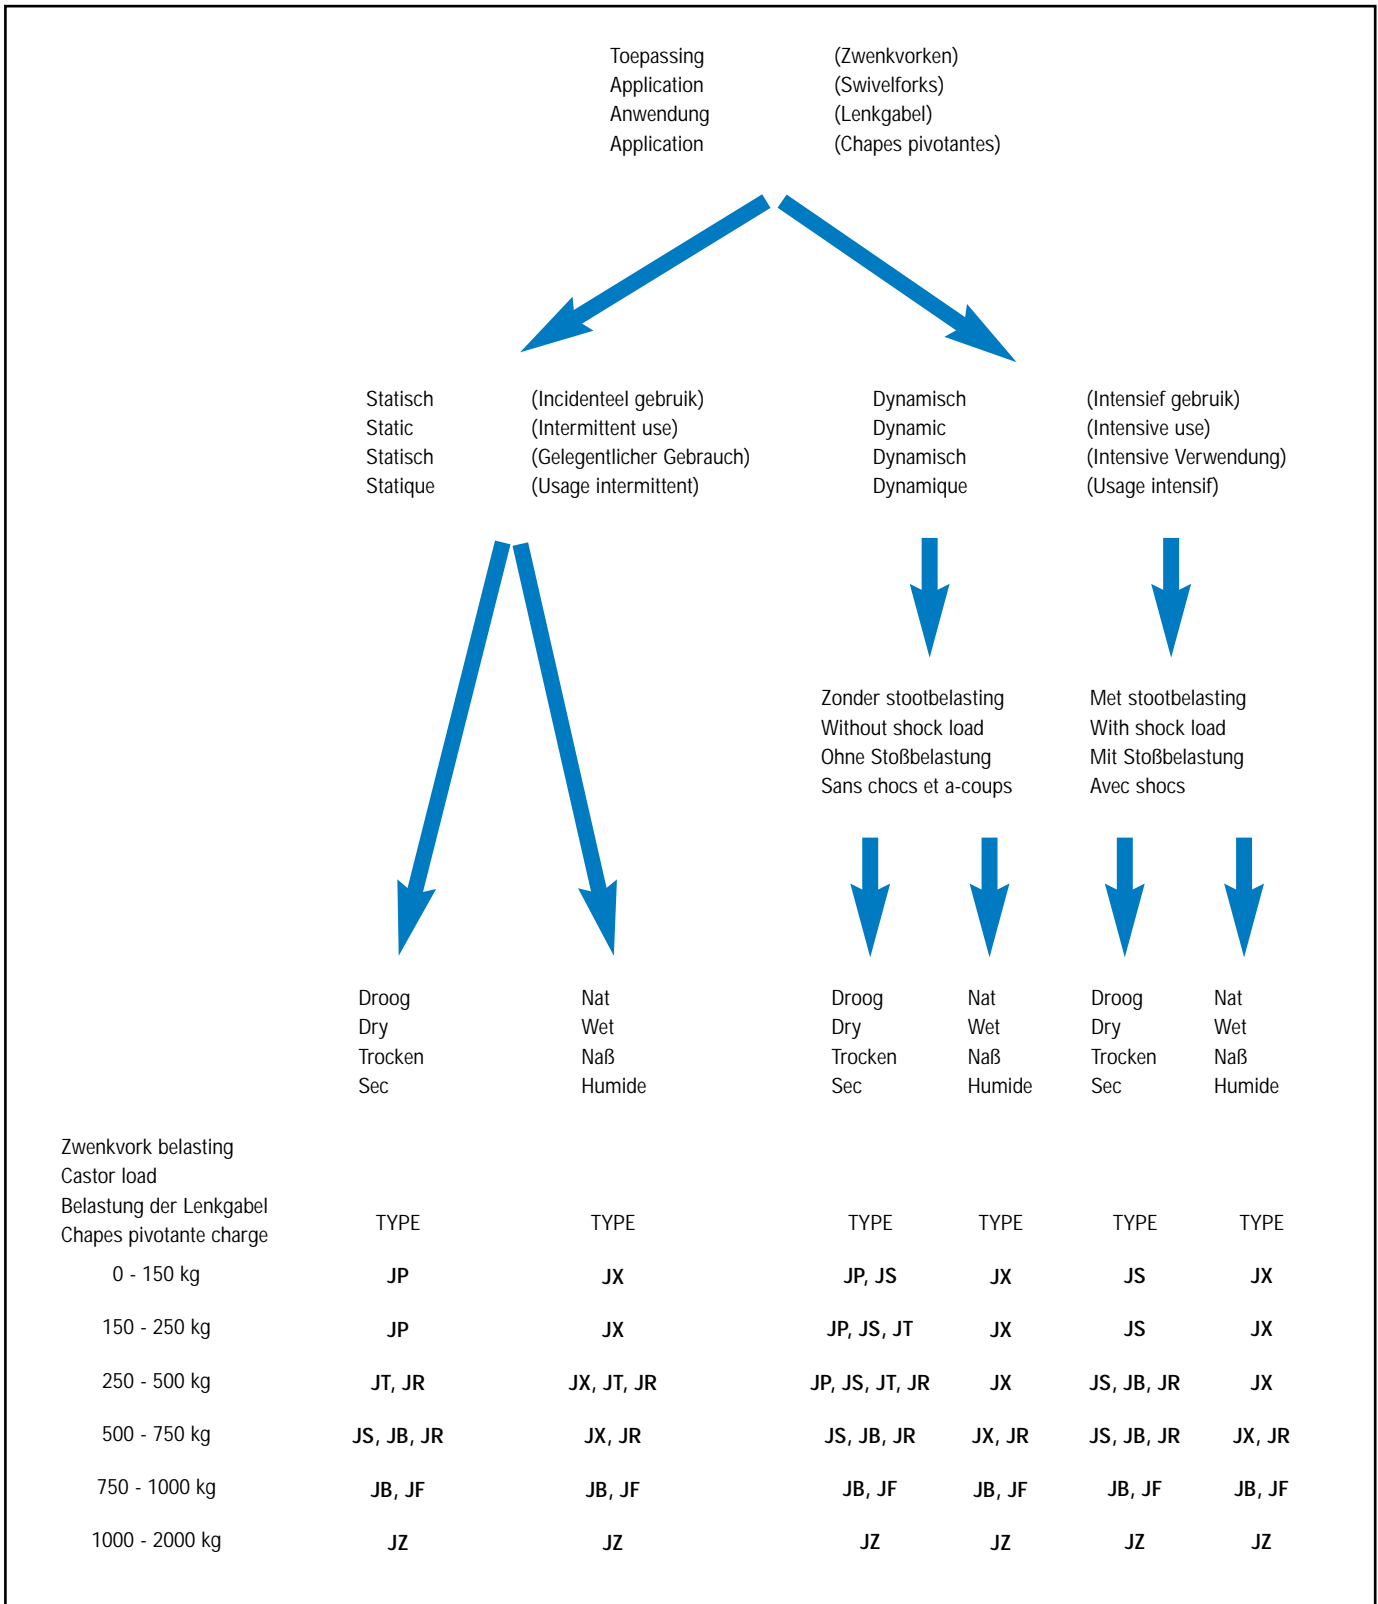 Toepassing (Zwenkvorken)
Application (Swivelforks)
Anwendung (Lenkgabel)
Application (Chapes pivotantes)
Statisch (Incidenteel gebruik) Dynamisch (Intensief gebruik)
Static (Intermittent use) Dynamic (Intensive use)
Statisch (Gelegentlicher Gebrauch) Dynamisch (Intensive Verwendung)
Statique (Usage intermittent) Dynamique (Usage intensif)
Zonder stootbelasting Met stootbelasting
Without shock load With shock load
Ohne Stoßbelastung Mit Stoßbelastung
Sans chocs et a-coups Avec shocs
Droog Nat Droog Nat Droog Nat
Dry Wet Dry Wet Dry Wet
Trocken Naß Trocken Naß Trocken Naß
Sec Humide Sec Humide Sec Humide
Zwenkvork belasting
Castor load
Belastung der Lenkgabel
Chapes pivotante charge TYPE TYPE TYPE TYPE TYPE TYPE
0 - 150 kg JP JX JP, JS JX JS JX
150 - 250 kg JP JX JP, JS, JT JX JS JX
250 - 500 kg JT, JR JX, JT, JR JP, JS, JT, JR JX JS, JB, JR JX
500 - 750 kg JS, JB, JR JX, JR JS, JB, JR JX, JR JS, JB, JR JX, JR
750 - 1000 kg JB, JF JB, JF JB, JF JB, JF JB, JF JB, JF
1000 - 2000 kg JZ JZ JZ JZ JZ JZ